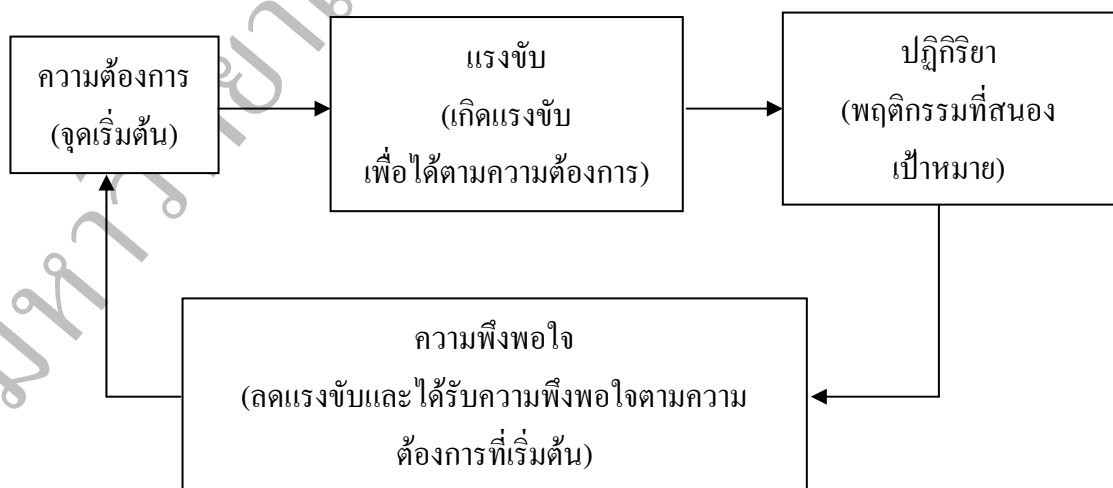 ความต้องการ
(จุดเริ่มต้น)
แรงขับ
(เกิดแรงขับ
เพื่อได้ตามความต้องการ)
ปฏิกิริยา
(พฤติกรรมที่สนอง
เป้าหมาย)
ความพึงพอใจ
(ลดแรงขับและได้รับความพึงพอใจตามความ
ต้องการที่เริ่มต้น)